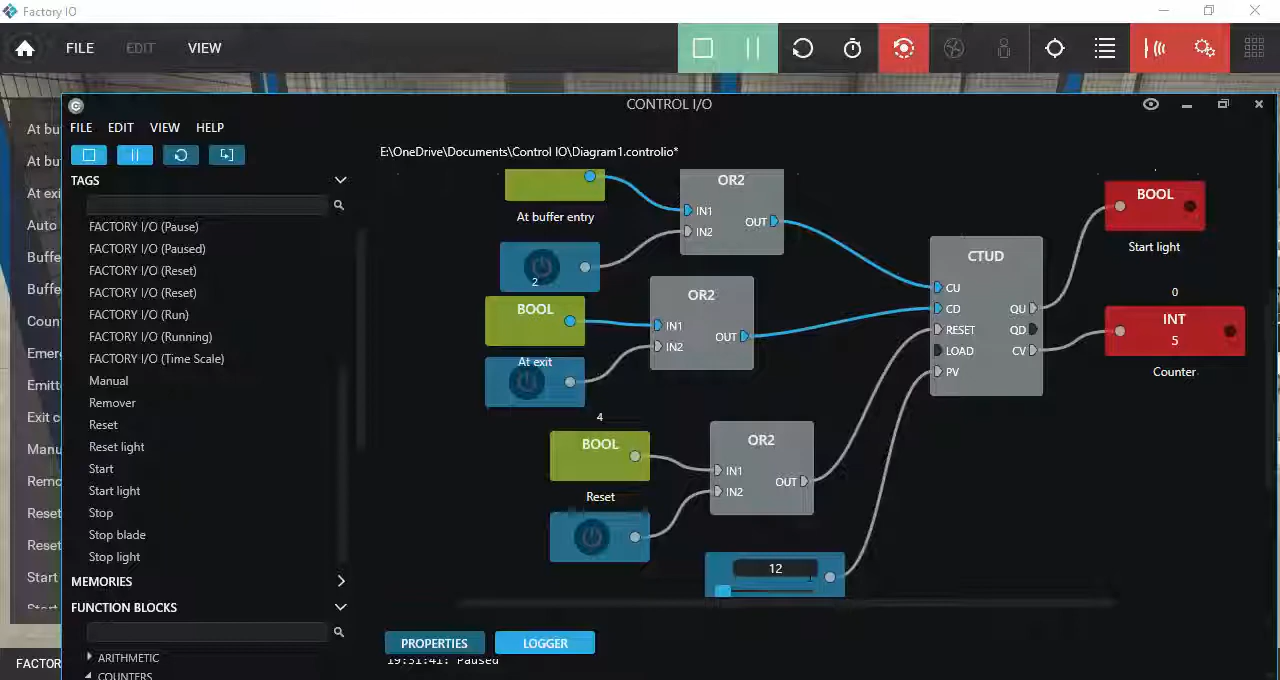 Factory IO
FILE
EDIT
VIEW
CONTROL I/O
FILE
EDIT
VIEW
HELP
E:\OneDrive\Documents\Control IO\Diagram1.controlio*
TAGS
FACTORY I/O (Pause)
FACTORY I/O (Paused)
FACTORY I/O (Reset)
FACTORY I/O (Reset)
FACTORY I/O (Run)
FACTORY I/O (Running)
FACTORY I/O (Time Scale)
Manual
Remover
Reset
Reset light
Start
Start light
Stop
Stop blade
Stop light
MEMORIES
FUNCTION BLOCKS
ARITHMETIC
COUNTERS
At bu
At bu
At exi
Auto
Buffe
Buffe
Coun
Emerg
Emitt
Exit c
Manu
Remo
Reset
Reset
Start
Start
FACTOR
At buffer entry
OR2
IN1
IN2
OUT
2
BOOL
At exit
OR2
IN1
IN2
OUT
4
BOOL
Reset
OR2
IN1
IN2
OUT
12
CTUD
CU
CD
RESET
LOAD
PV
QU
QD
CV
BOOL
Start light
0
INT
5
Counter
PROPERTIES
LOGGER
19:31:41: Paused